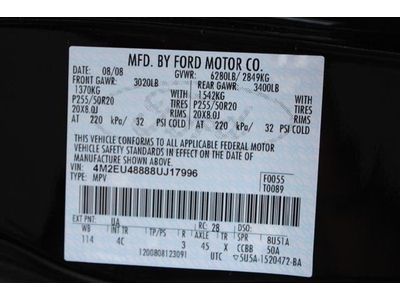 MFD. BY FORD MOTOR CO.
DATE: 08/08 GVWR: 6280LB/ 2849KG
FRONT GAWR: 3020LB REAR GAWR: 3400LB
1370KG WITH 1542KG WITH
P255/50R20 TIRES P255/50R20 TIRES
20X8.0J RIMS 20X8.0J RIMS
AT 220 kPa/ 32 PSI COLD AT 220 kPa/ 32 PSI COLD
THIS VEHICLE CONFORMS TO ALL APPLICABLE FEDERAL MOTOR
VEHICLE SAFETY STANDARDS IN EFFECT ON THE DATE OF
MANUFACTURE SHOWN ABOVE.
VIN: 4M2EU48888UJ17996 F0055
TYPE: MPV T0089
EXT PNT: UA RC: 28 DSO:
WB BRK INT TR TP/PS R AXLE TR SPR BUS1A
114 4C 3 45 X CCBB 50A
1200808123091 UTC 5U5A-1520472-BA